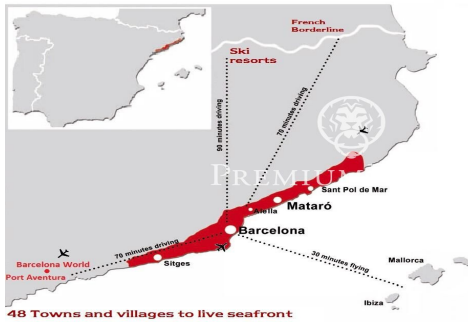 French
Borderline
Ski
resorts
90 minutes driving
70 minutes driving
PREMIUM
Sant Pol de Mar
Alella
Mataró
Barcelona
70 minutes driving
Barcelona World
Port Aventura
Sitges
30 minutes flying
Mallorca
Ibiza
48 Towns and villages to live seafront